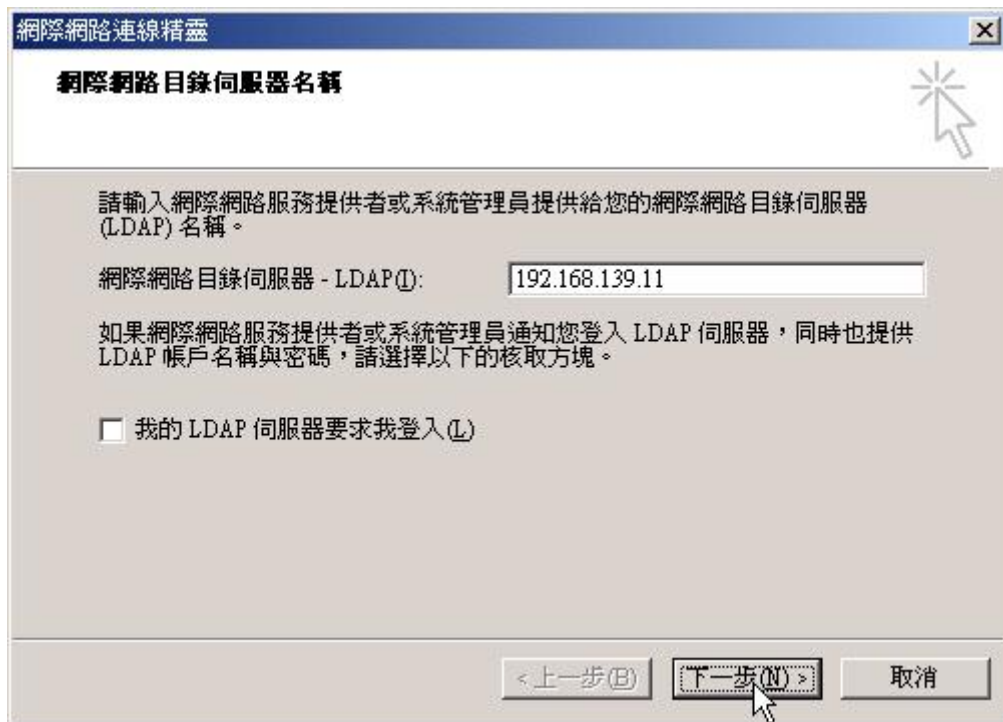 網際網路連線精靈
網際網路目錄伺服器名稱
請輸入網際網路服務提供者或系統管理員提供給您的網際網路目錄伺服器
(LDAP) 名稱。
網際網路目錄伺服器 - LDAP(I): 192.168.139.11
如果網際網路服務提供者或系統管理員通知您登入 LDAP 伺服器，同時也提供
LDAP 帳戶名稱與密碼，請選擇以下的核取方塊。
我的 LDAP 伺服器要求我登入(L)
< 上一步(B) 下一步(N) > 取消